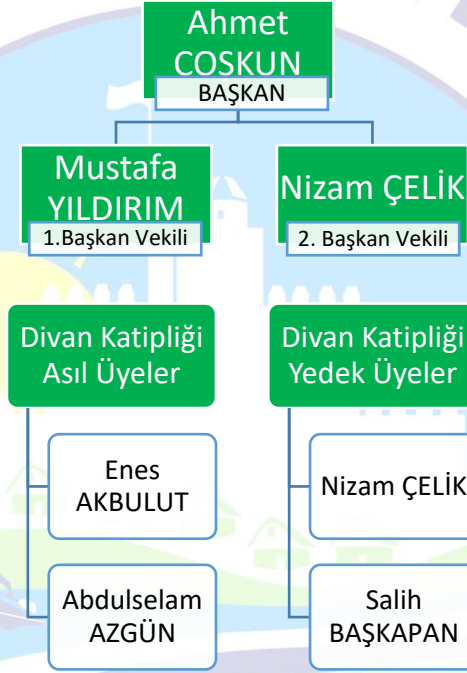 Ahmet
COSKUN
BAŞKAN
Mustafa
YILDIRIM
1.Başkan Vekili
Nizam ÇELİK
2. Başkan Vekili
Divan Katipliği
Asıl Üyeler
Enes
AKBULUT
Abdulselam
AZGÜN
Divan Katipliği
Yedek Üyeler
Nizam ÇELİK
Salih
BAŞKAPAN